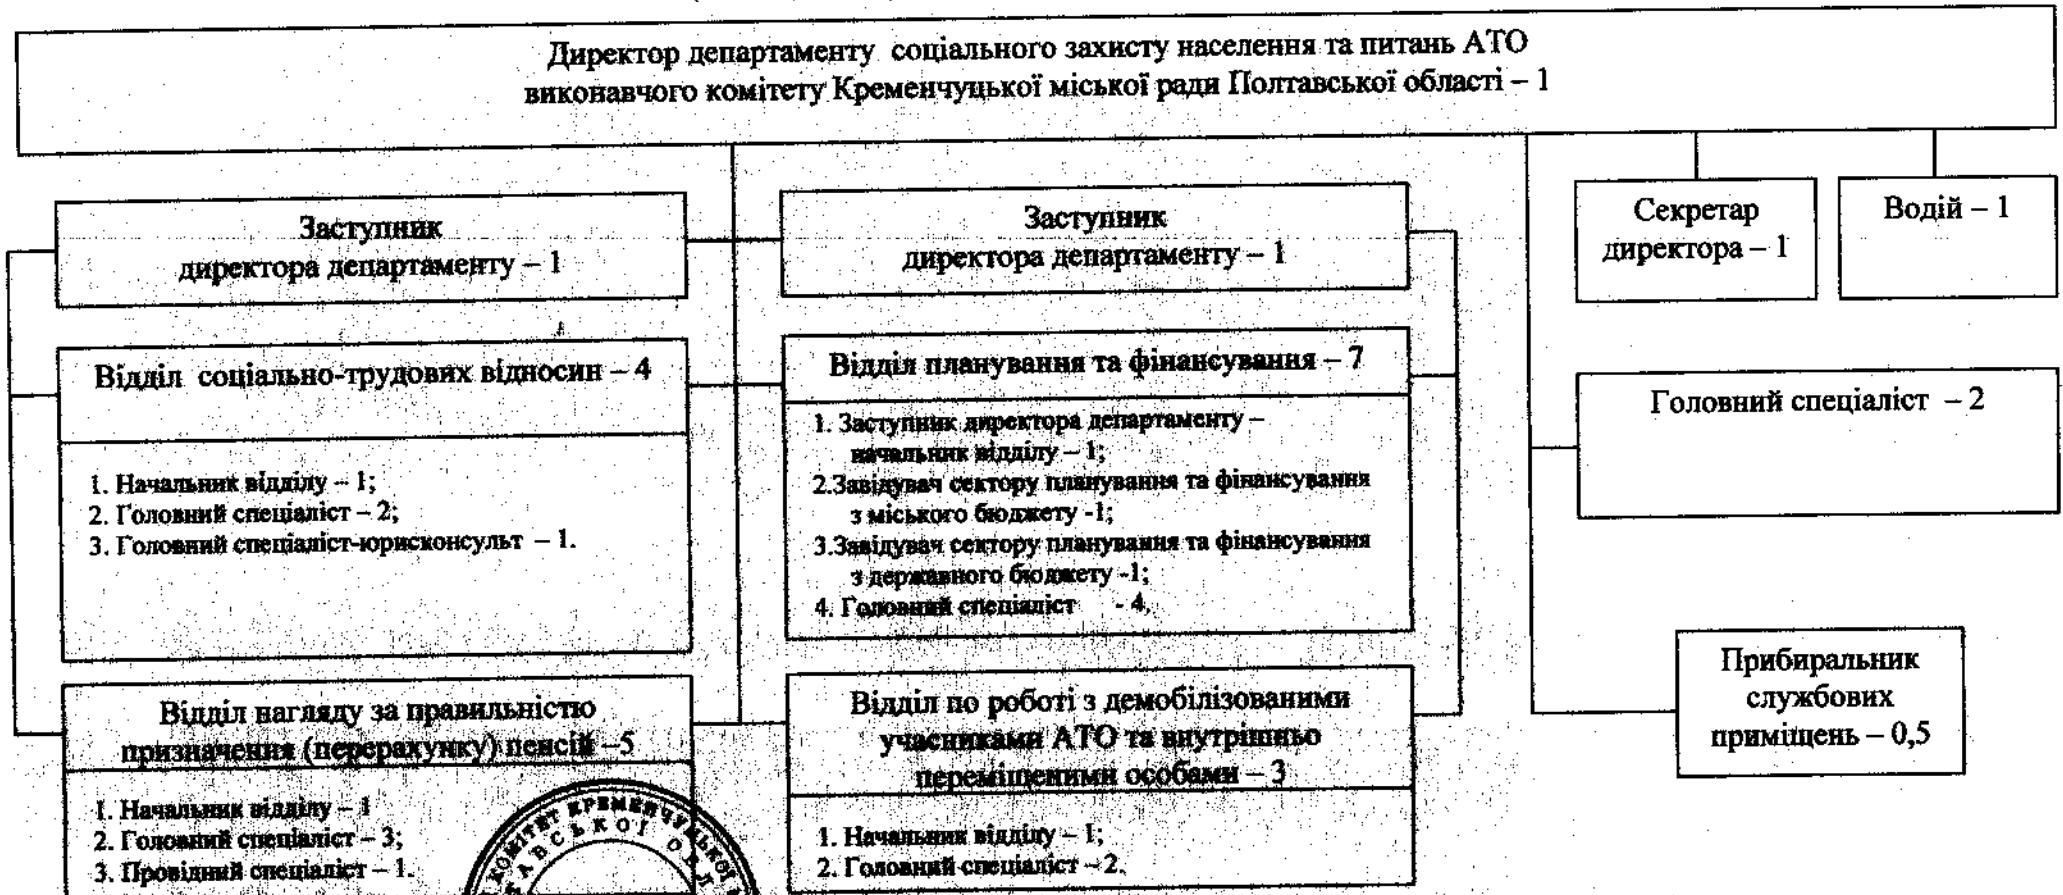 Директор департаменту соціального захисту населення та питань АТО
виконавчого комітету Кременчуцької міської ради Полтавської області – 1
Заступник
директора департаменту – 1
Заступник
директора департаменту – 1
Секретар
директора – 1
Водій – 1
Відділ соціально-трудових відносин – 4
1. Начальник відділу – 1;
2. Головний спеціаліст – 2;
3. Головний спеціаліст-юрисконсульт – 1.
Відділ планування та фінансування – 7
1. Заступник директора департаменту –
начальник відділу – 1;
2.Завідувач сектору планування та фінансування
з міського бюджету -1;
3.Завідувач сектору планування та фінансування
з державного бюджету -1;
4. Головний спеціаліст - 4.
Головний спеціаліст – 2
Відділ нагляду за правильністю
призначення (перерахунку) пенсій –5
1. Начальник відділу – 1
2. Головний спеціаліст – 3;
3. Провідний спеціаліст – 1.
Відділ по роботі з демобілізованими
учасниками АТО та внутрішньо
переміщеними особами – 3
1. Начальник відділу – 1;
2. Головний спеціаліст – 2.
Прибиральник
службових
приміщень – 0,5
КОМІТЕТ КРЕМЕНЧУЦЬКОЇ